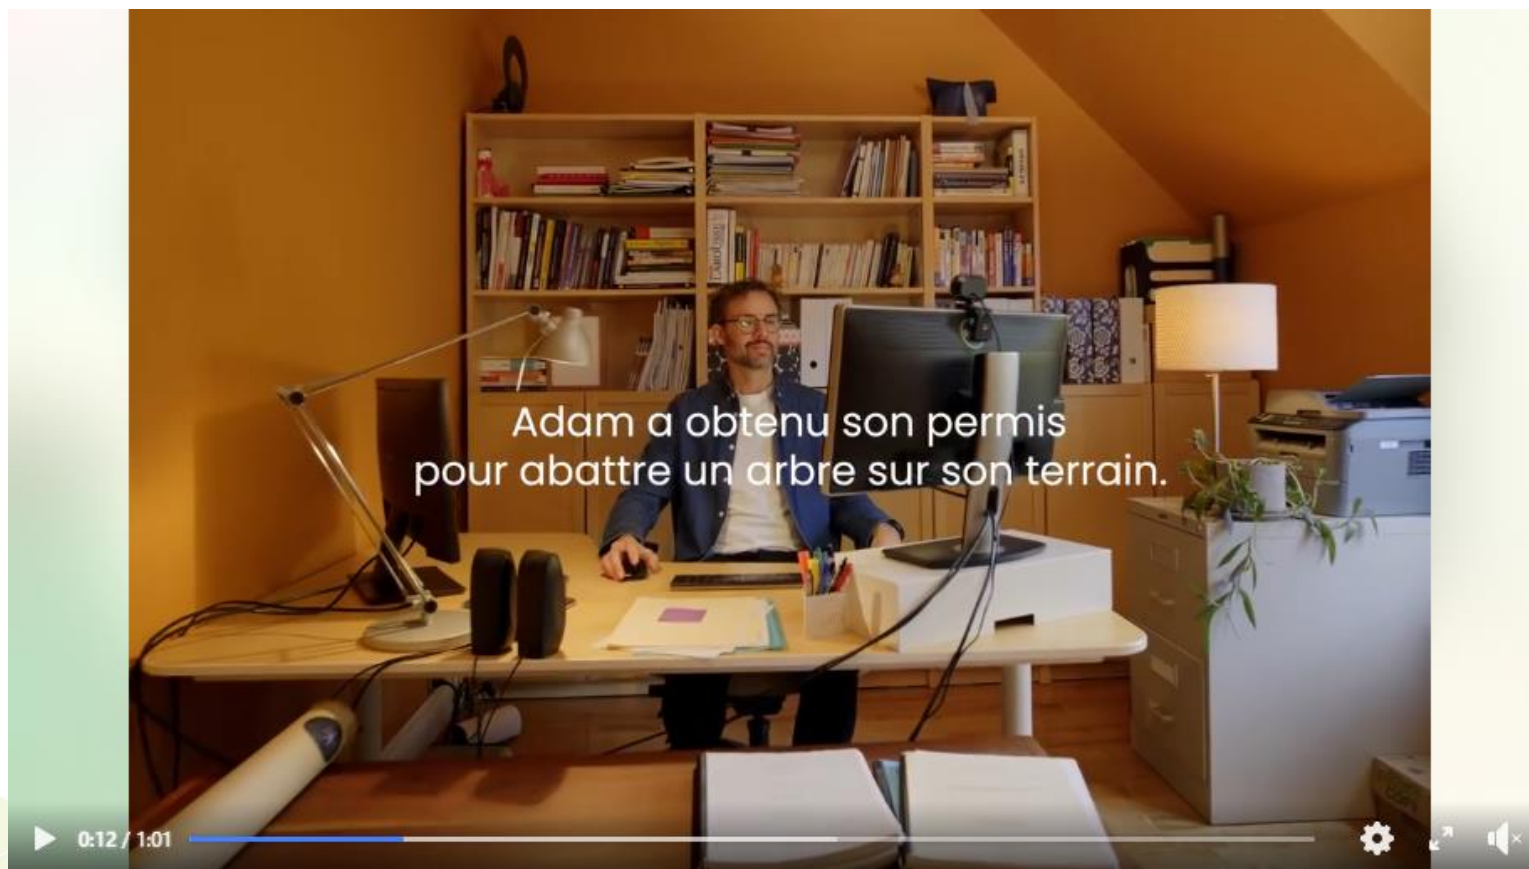 Adam a obtenu son permis
pour abattre un arbre sur son terrain.
0:12 / 1:01